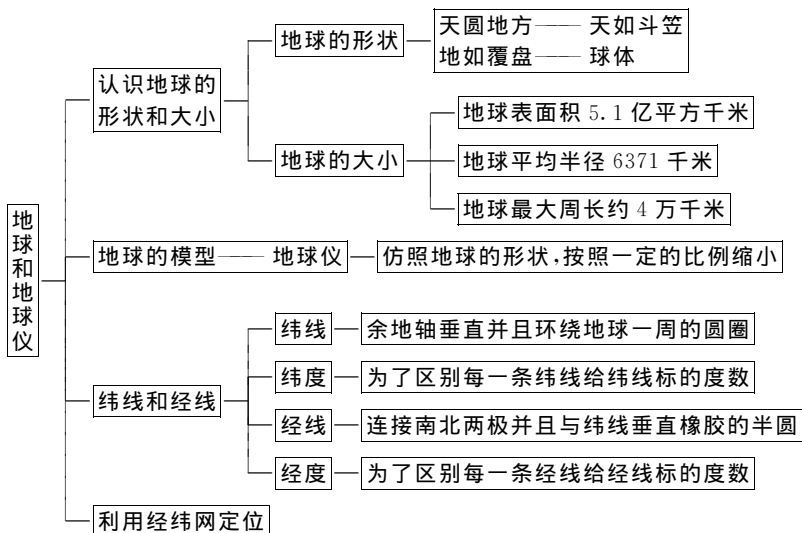 地球和地球仪
认识地球的
形状和大小
地球的形状
天圆地方—— 天如斗笠
地如覆盘—— 球体
地球的大小
地球表面积 5.1 亿平方千米
地球平均半径 6371 千米
地球最大周长约 4 万千米
地球的模型—— 地球仪
仿照地球的形状,按照一定的比例缩小
纬线和经线
纬线
余地轴垂直并且环绕地球一周的圆圈
纬度
为了区别每一条纬线给纬线标的度数
经线
连接南北两极并且与纬线垂直橡胶的半圆
经度
为了区别每一条经线给经线标的度数
利用经纬网定位